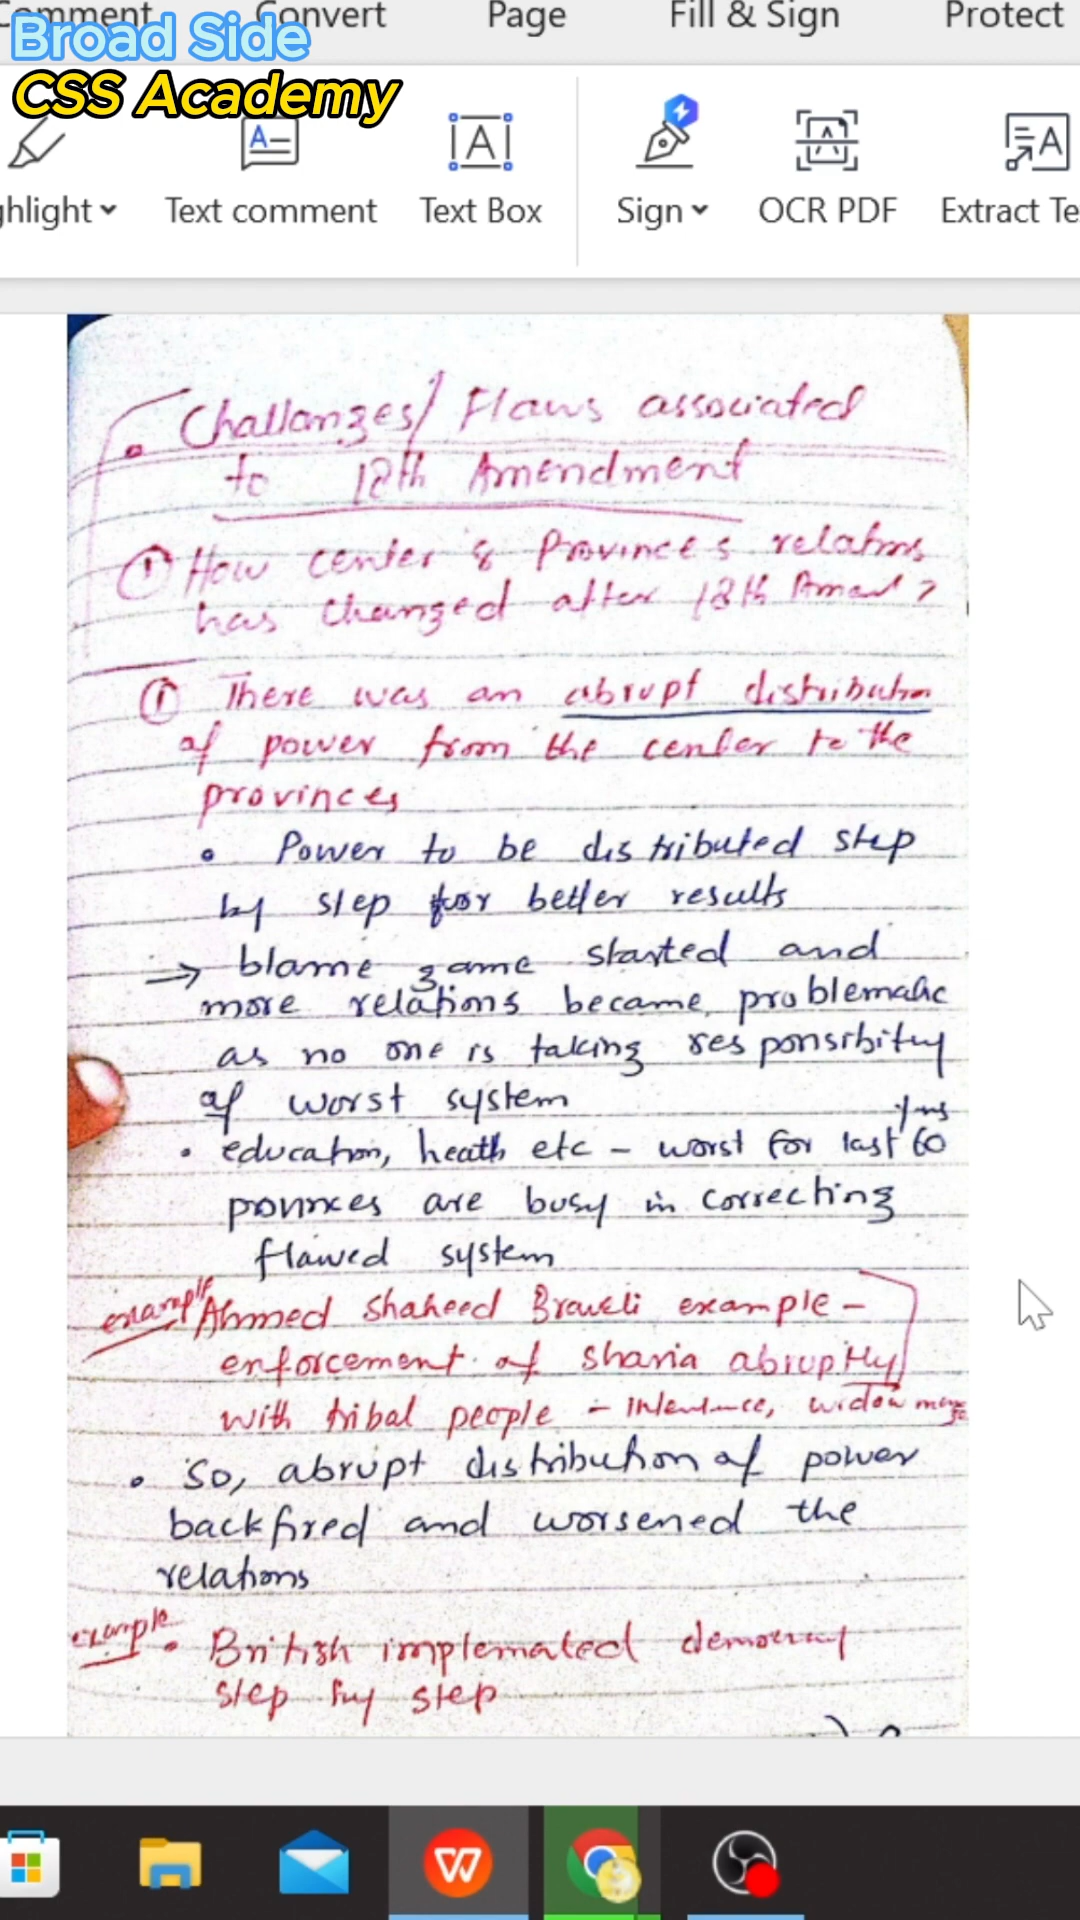 Comment Convert Page Fill & Sign Protect
Broad Side
CSS Academy
ghlight Text comment Text Box Sign OCR PDF Extract Te
Challanges/ Flaws associated
to 18th Amendment
① How center & Provinces relations
has changed after 18th Amend ?
① There was an abrupt distribution
of power from the center to the
provinces
• Power to be distributed step
by step for better results
⇒ blame game started and
more relations became problematic
as no one is taking responsibity
of worst system
yrs
• education, heath etc - worst for last 60
provinces are busy in correcting
flawed system
example Ahmed Shaheed Braveli example -
enforcement of sharia abruptly
with tribal people -
widow
• So, abrupt distribution of power
backfired and worsened the
relations
example • British implemated democracy
step by step